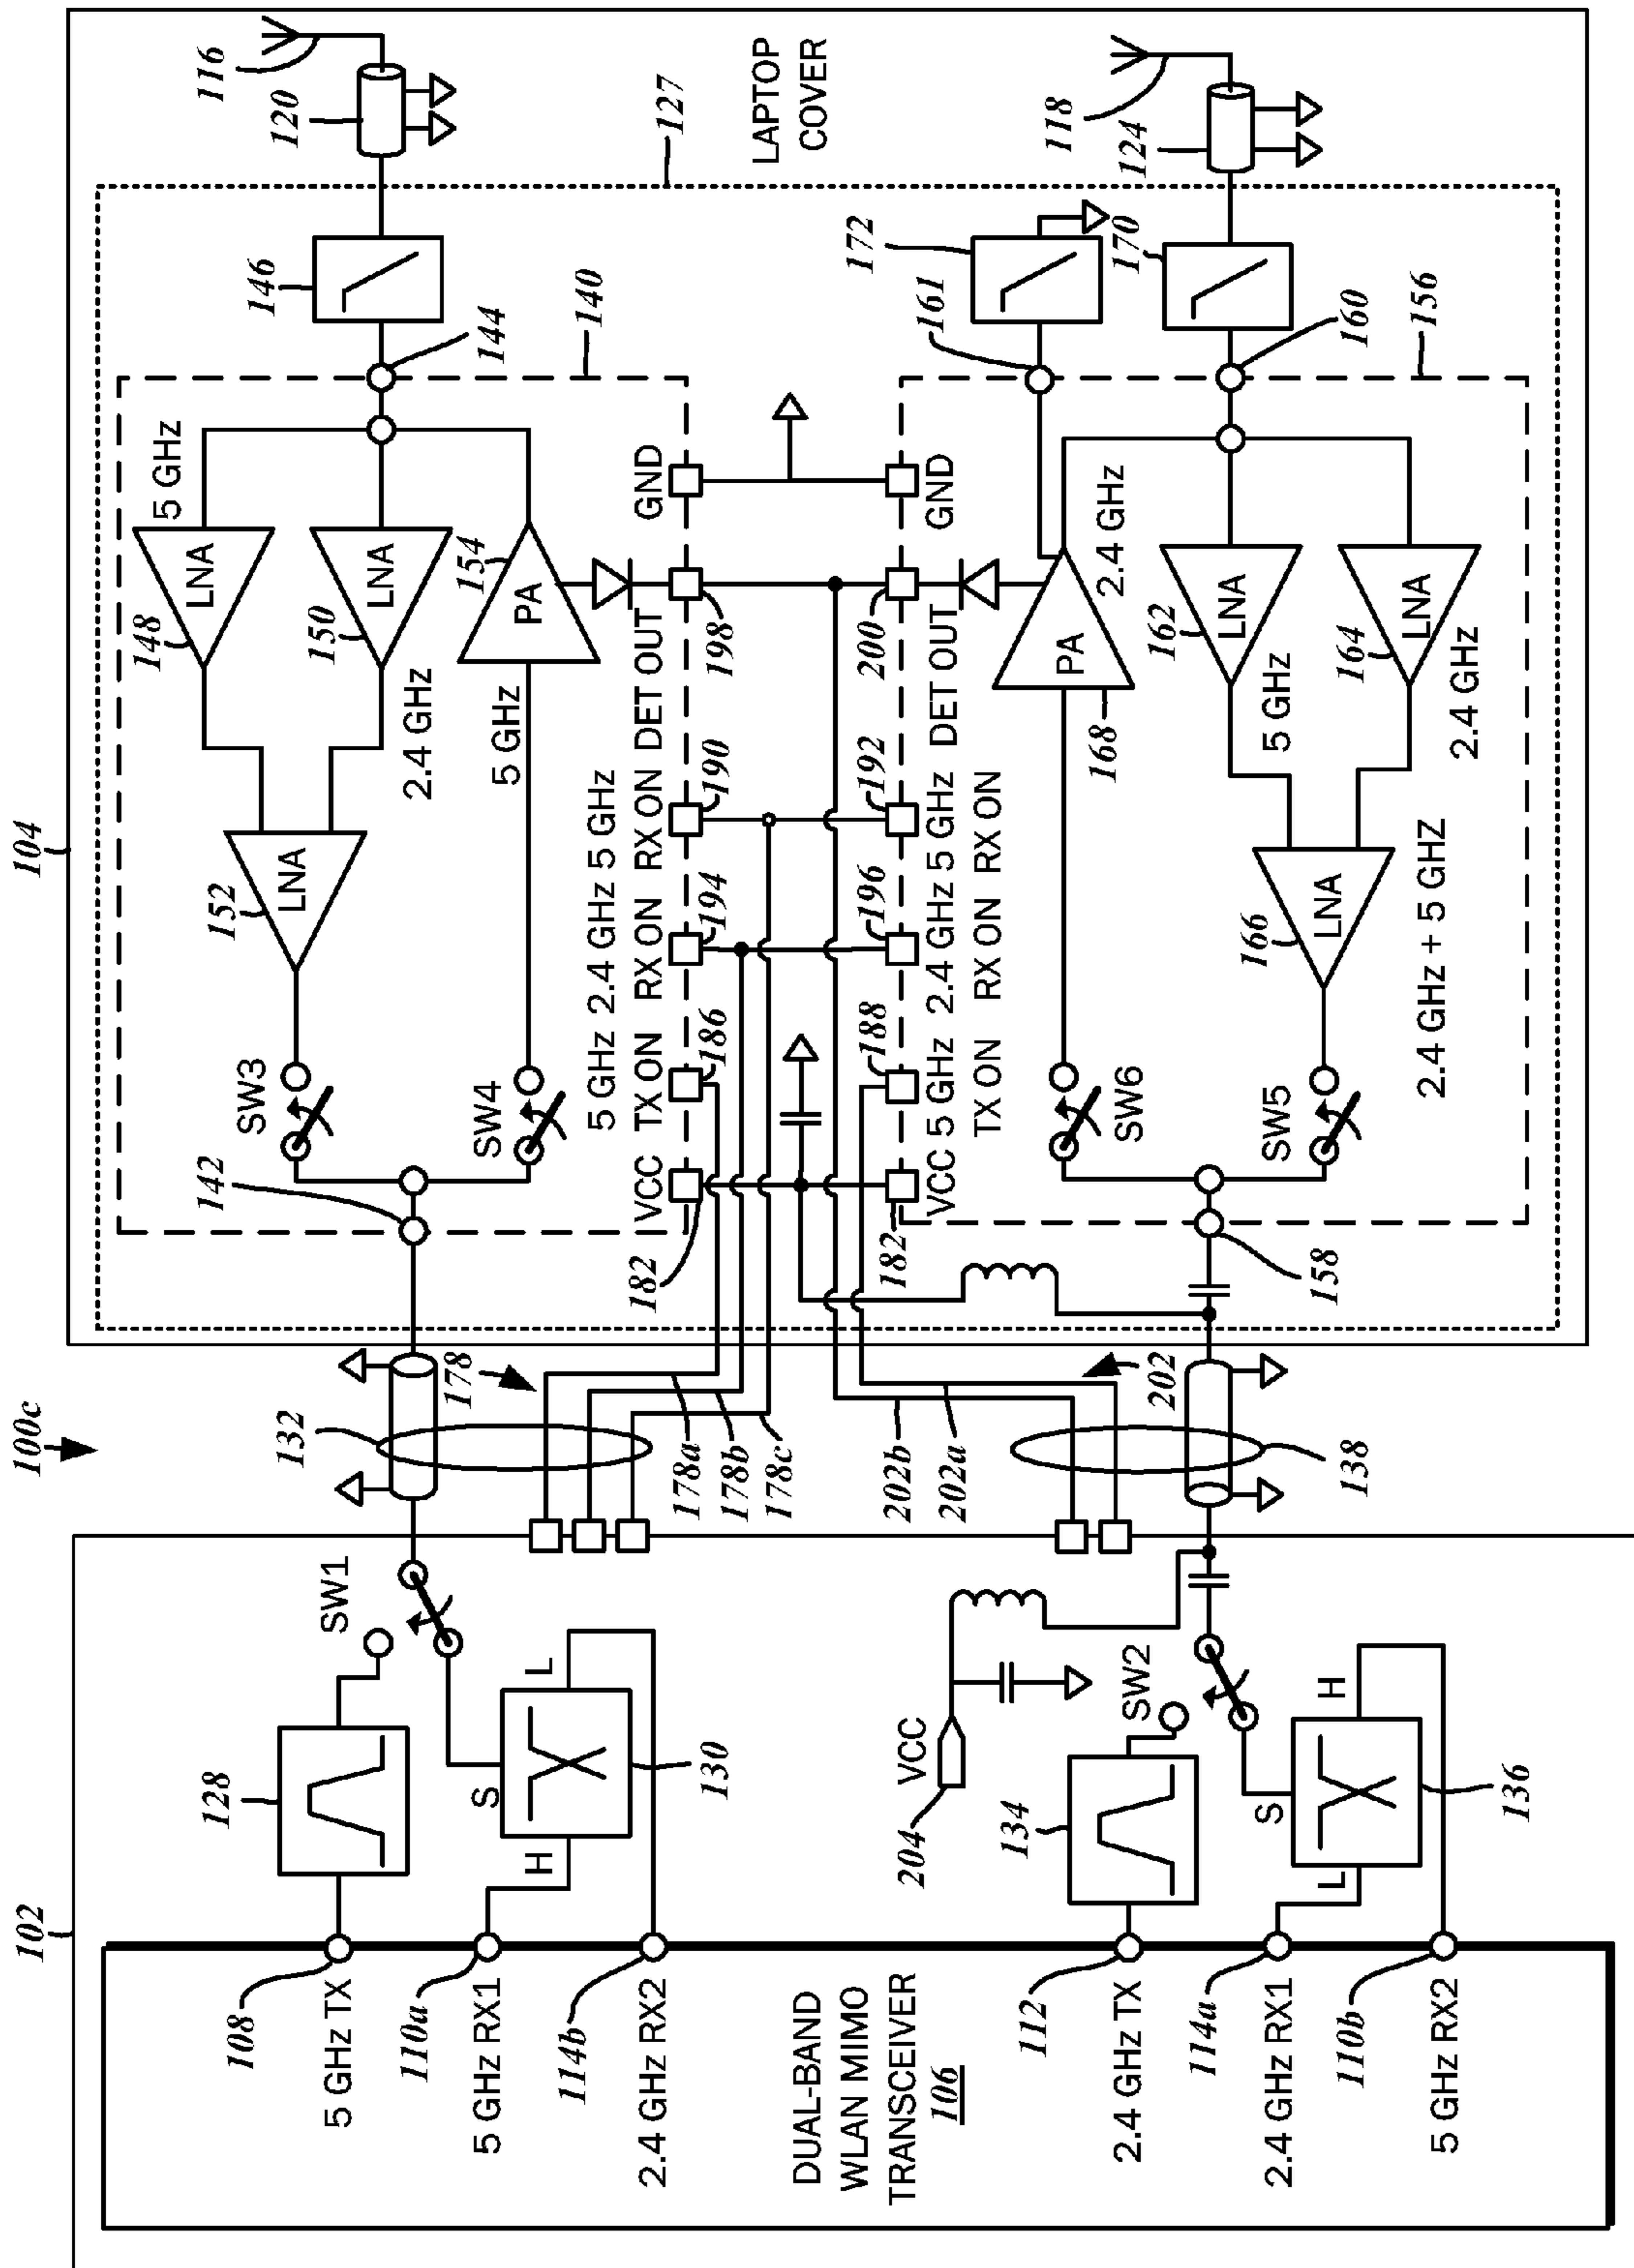 100c
102
104
108
5 GHz TX
110a
5 GHz RX1
114b
2.4 GHz RX2
DUAL-BAND
WLAN MIMO
TRANSCEIVER
106
112
2.4 GHz TX
114a
2.4 GHz RX1
110b
5 GHz RX2
128
SW1
H
S
L
130
VCC
204
134
SW2
L
S
H
136
132
178
178a
178b
178c
202b
202a
202
138
142
SW3
SW4
152
LNA
148
LNA
5 GHz
150
LNA
2.4 GHz
154
PA
5 GHz
144
140
146
120
116
127
LAPTOP
COVER
5 GHz 2.4 GHz 5 GHz
VCC TX ON RX ON RX ON DET OUT GND
182
186
194
190
198
182
188
196
192
200
VCC 5 GHz 2.4 GHz 5 GHz DET OUT GND
TX ON RX ON RX ON
158
SW6
SW5
168
PA
2.4 GHz
162
LNA
5 GHz
164
LNA
2.4 GHz
166
LNA
2.4 GHz + 5 GHZ
161
172
160
170
156
124
118